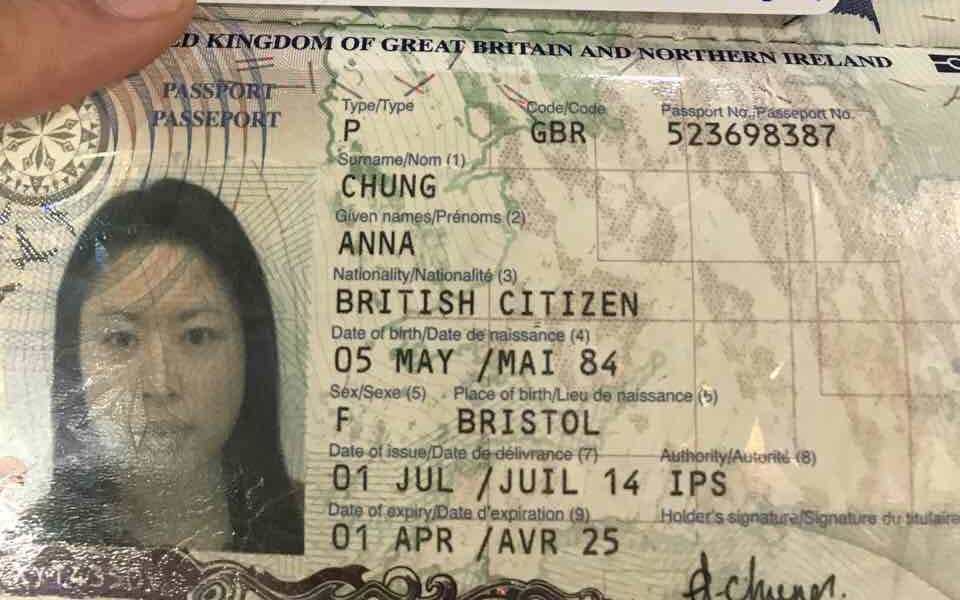 D KINGDOM OF GREAT BRITAIN AND NORTHERN IRELAND
PASSPORT
PASSEPORT
Type/Type Code/Code Passport No./Passeport No.
P GBR 523698387
Surname/Nom (1)
CHUNG
Given names/Prénoms (2)
ANNA
Nationality/Nationalité (3)
BRITISH CITIZEN
Date of birth/Date de naissance (4)
05 MAY /MAI 84
Sex/Sexe (5) Place of birth/Lieu de naissance (6)
F BRISTOL
Date of issue/Date de délivrance (7) Authority/Autorité (8)
01 JUL /JUIL 14 IPS
Date of expiry/Date d'expiration (9) Holder's signature/Signature du titulaire
01 APR /AVR 25